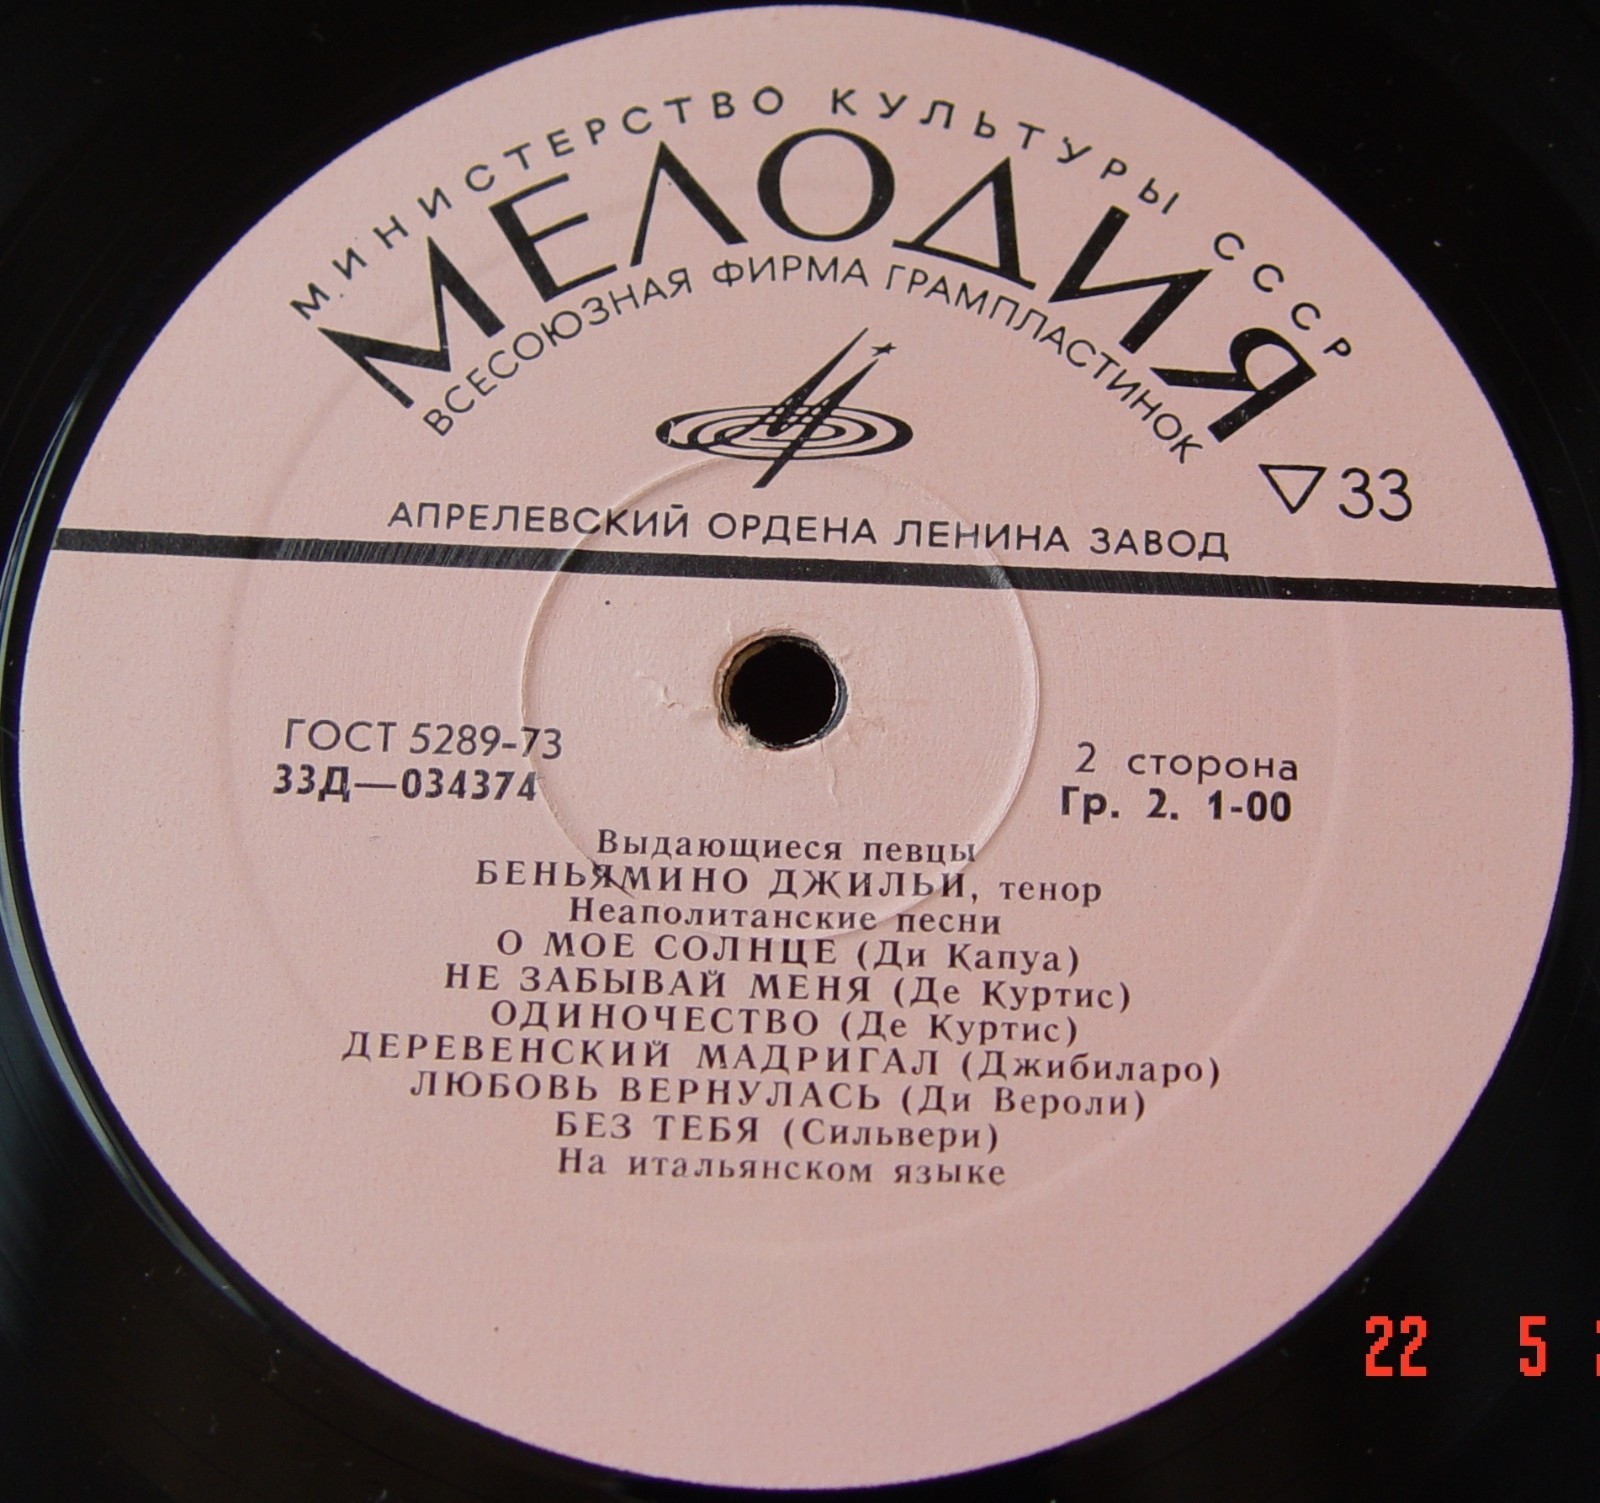 МИНИСТЕРСТВО КУЛЬТУРЫ СССР
МЕЛОДИЯ
ВСЕСОЮЗНАЯ ФИРМА ГРАМПЛАСТИНОК
33
АПРЕЛЕВСКИЙ ОРДЕНА ЛЕНИНА ЗАВОД
ГОСТ 5289-73
33Д—034374
2 сторона
Гр. 2. 1-00
Выдающиеся певцы
БЕНЬЯМИНО ДЖИЛЬИ, тенор
Неаполитанские песни
О МОЕ СОЛНЦЕ (Ди Капуа)
НЕ ЗАБЫВАЙ МЕНЯ (Де Куртис)
ОДИНОЧЕСТВО (Де Куртис)
ДЕРЕВЕНСКИЙ МАДРИГАЛ (Джибиларо)
ЛЮБОВЬ ВЕРНУЛАСЬ (Ди Вероли)
БЕЗ ТЕБЯ (Сильвери)
На итальянском языке
22 5